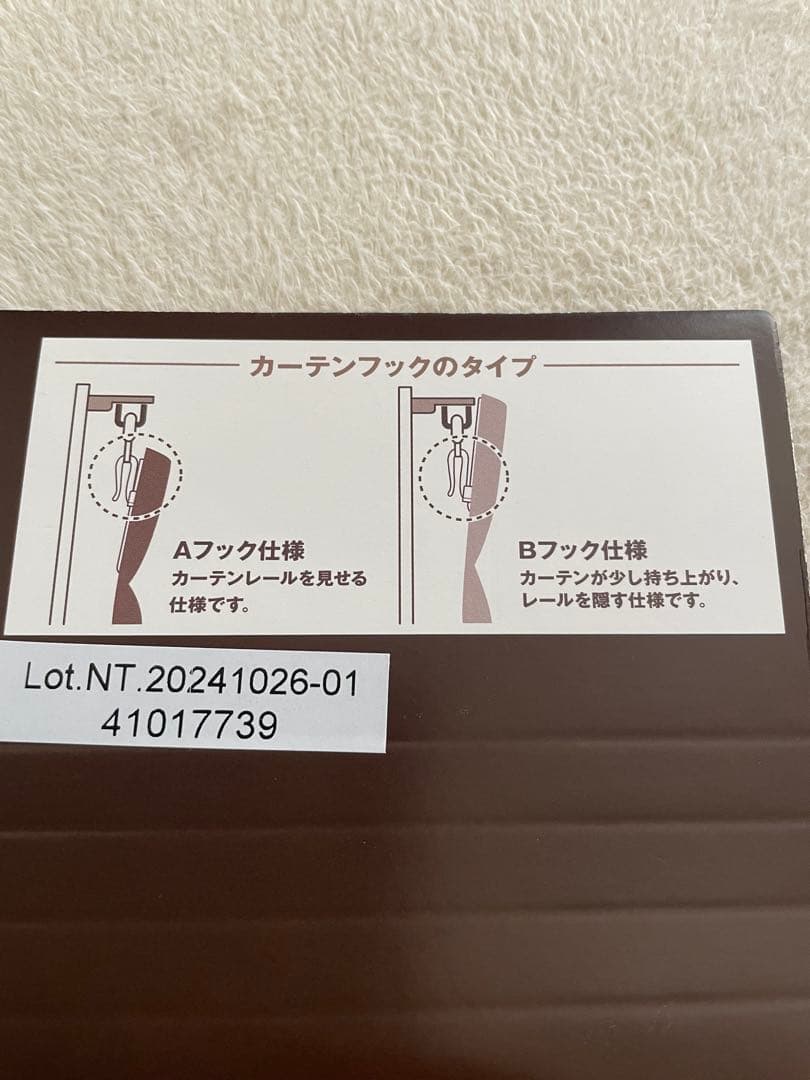 カーテンフックのタイプ
Aフック仕様
カーテンレールを見せる
仕様です。
Bフック仕様
カーテンが少し持ち上がり、
レールを隠す仕様です。
Lot.NT.20241026-01
41017739